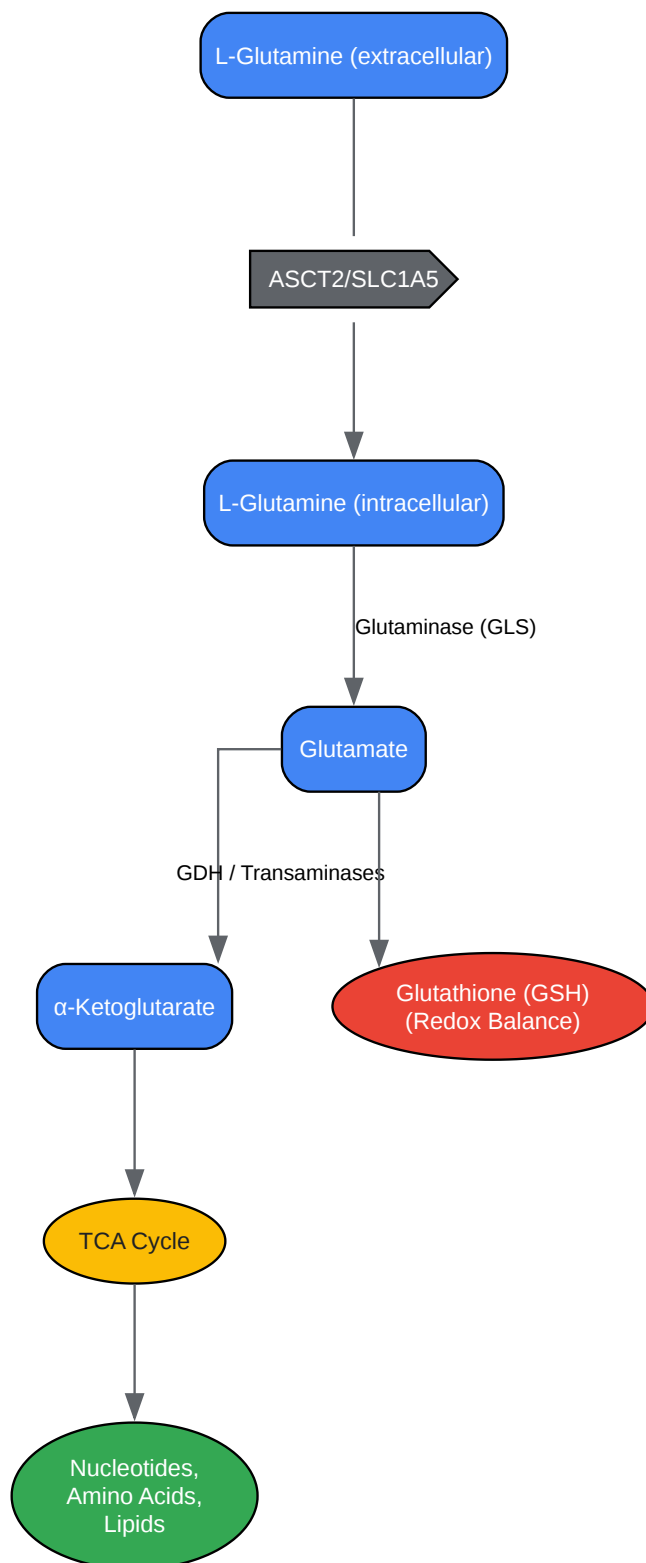 L-Glutamine (extracellular)
ASCT2/SLC1A5
L-Glutamine (intracellular)
Glutaminase (GLS)
Glutamate
GDH / Transaminases
α-Ketoglutarate
Glutathione (GSH)
(Redox Balance)
TCA Cycle
Nucleotides,
Amino Acids,
Lipids